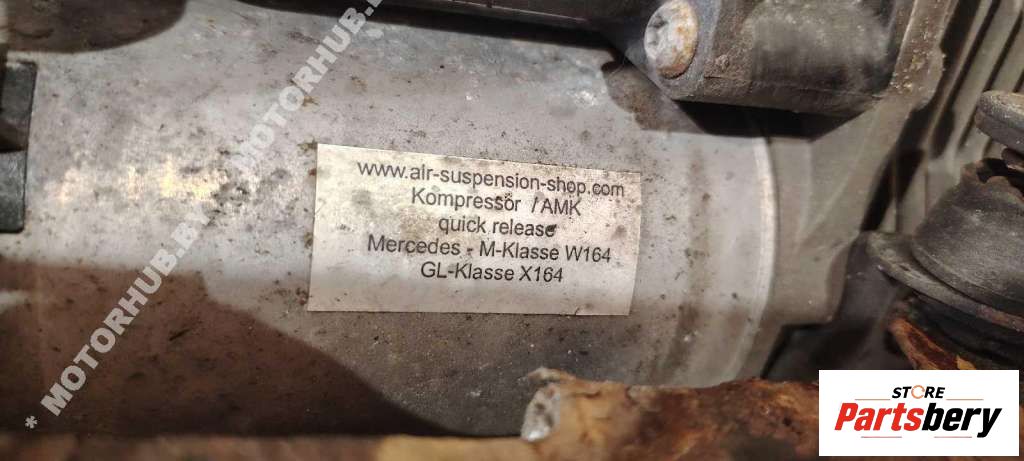 www.air-suspension-shop.com
Kompressor / AMK
quick release
Mercedes - M-Klasse W164
GL-Klasse X164
* MOTORHUB.BY * MOTORHUB.B
STORE
Partsbery